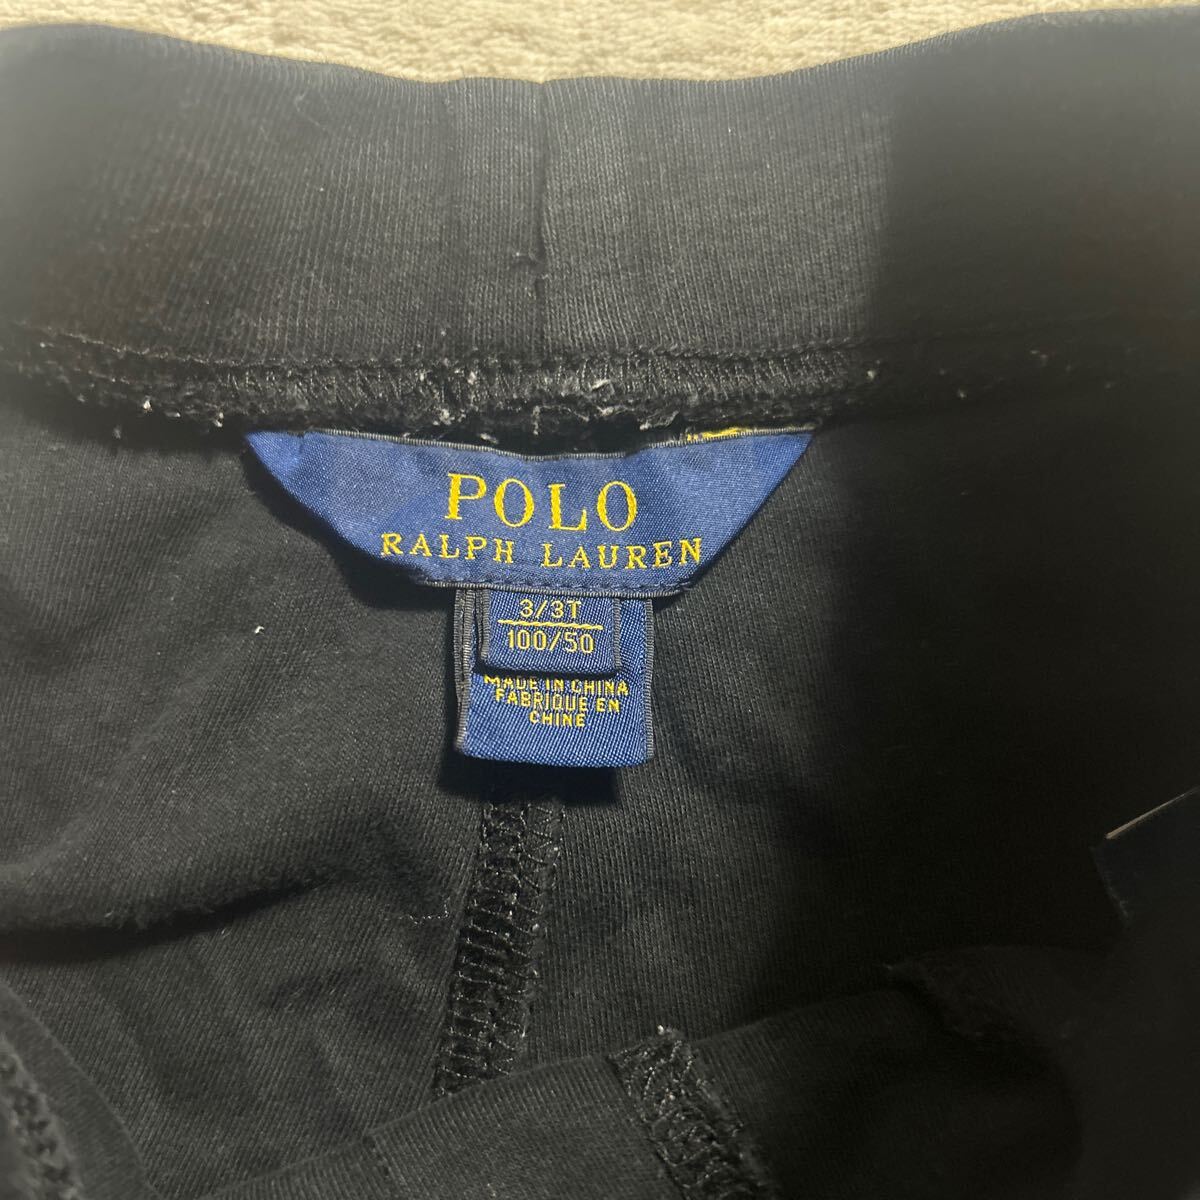 POLO
RALPH LAUREN
3/3T
100/50
MADE IN CHINA
FABRIQUE EN
CHINE